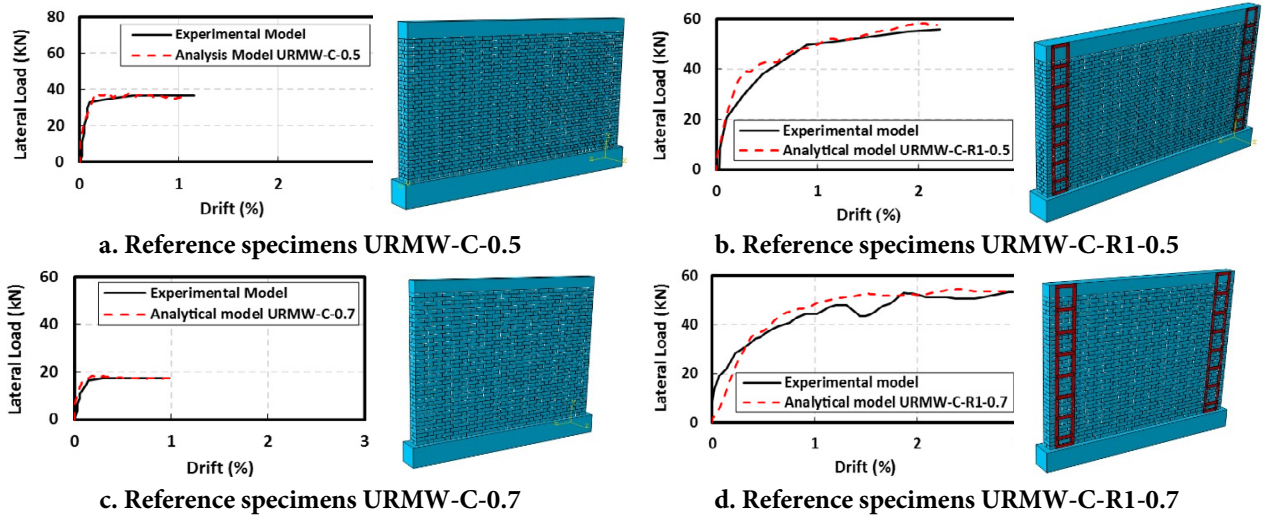 80
60
40
20
0
Lateral Load (KN)
Experimental Model
Analysis Model URMW-C-0.5
0 1 2
Drift (%)
a. Reference specimens URMW-C-0.5
60
40
20
0
Lateral Load (KN)
Experimental model
Analytical model URMW-C-R1-0.5
0 1 2
Drift (%)
b. Reference specimens URMW-C-R1-0.5
60
40
20
0
Lateral Load (kN)
Experimental Model
Analytical model URMW-C-0.7
0 1 2 3
Drift (%)
c. Reference specimens URMW-C-0.7
60
40
20
0
Lateral Load (kN)
Experimental model
Analytical model URMW-C-R1-0.7
0 1 2
Drift (%)
d. Reference specimens URMW-C-R1-0.7